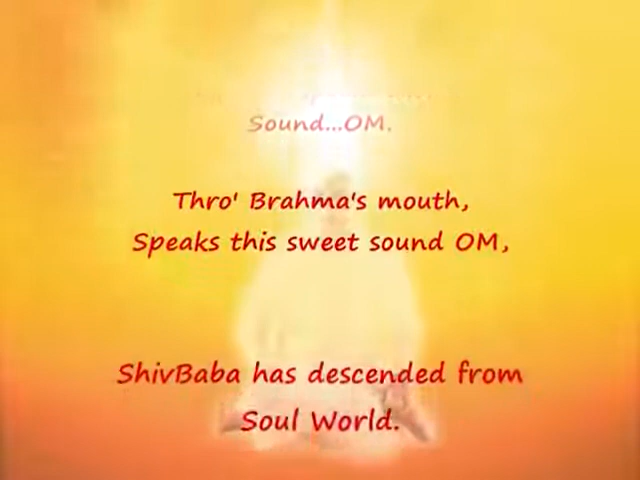 Sound...OM.
Thro' Brahma's mouth,
Speaks this sweet sound OM,
ShivBaba has descended from
Soul World.